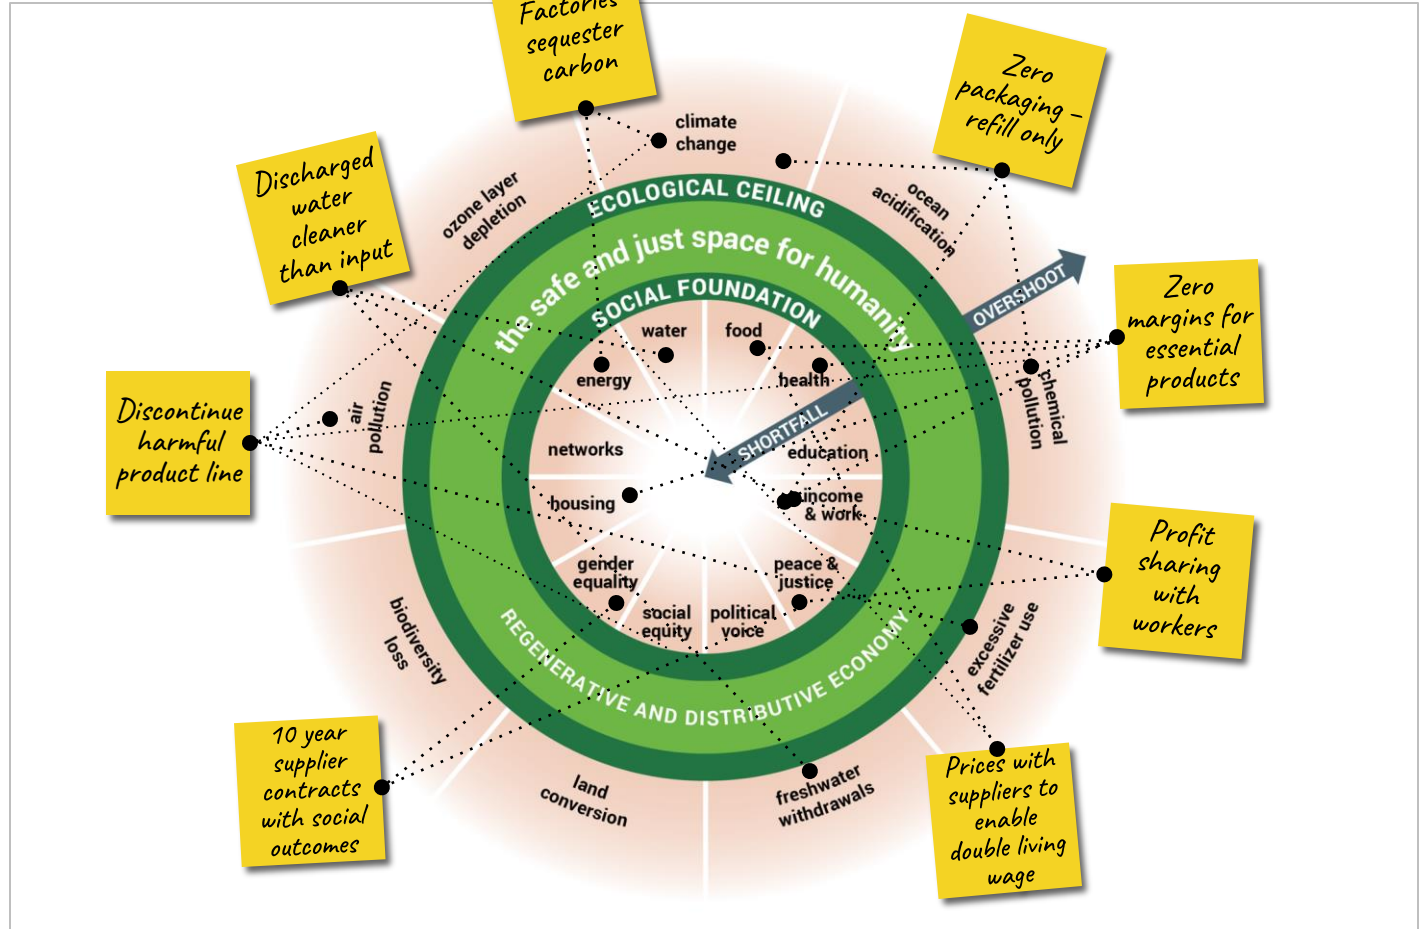 Factories
sequester
carbon
Zero
packaging –
refill only
Discharged
water
cleaner
than input
climate
change
ozone layer
depletion
ocean
acidification
ECOLOGICAL CEILING
the safe and just space for humanity
SOCIAL FOUNDATION
OVERSHOOT
Zero
margins for
essential
products
water
food
energy
health
Discontinue
harmful
product line
air
pollution
chemical
pollution
networks
SHORTFALL
education
housing
income
& work
gender
equality
peace &
justice
social
equity
political
voice
Profit
sharing
with
workers
REGENERATIVE AND DISTRIBUTIVE ECONOMY
biodiversity
loss
excessive
fertilizer use
10 year
supplier
contracts
with social
outcomes
land
conversion
freshwater
withdrawals
Prices with
suppliers to
enable
double living
wage